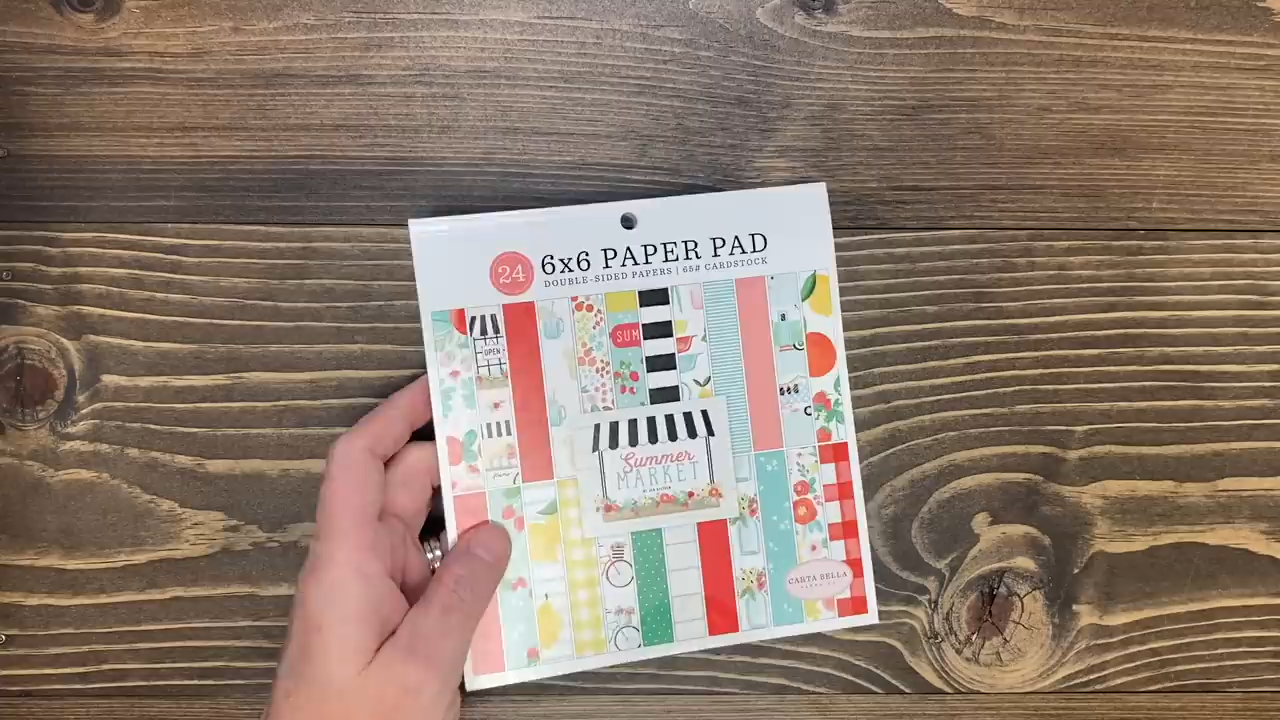 24
6x6 PAPER PAD
DOUBLE-SIDED PAPERS | 65# CARDSTOCK
OPEN
SUM
Summer
MARKET
CARTA BELLA